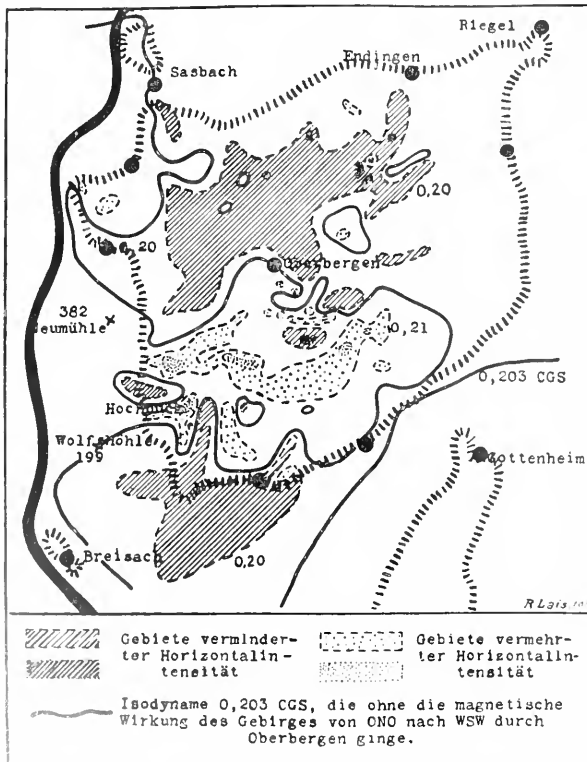 Riegel
Endingen
Sasbach
0,20
20
Oberbergen
382
Neumühle
0,21
0,203 CGS
Wolfshöhle
199
Gottenheim
0,20
Breisach
R Lais
Gebiete verminder-
ter Horizontalin-
tensität
Gebiete vermehr-
ter Horizontalin-
tensität
Isodyname 0,203 CGS, die ohne die magnetische
Wirkung des Gebirges von ONO nach WSW durch
Oberbergen ginge.